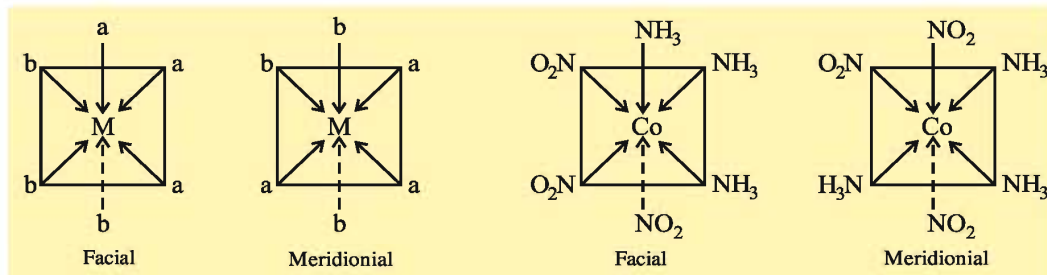 a b NH3 NO2
b a b a O2N NH3 O2N NH3
M M Co Co
b a a a O2N NH3 H3N NH3
b b NO2 NO2
Facial Meridionial Facial Meridionial